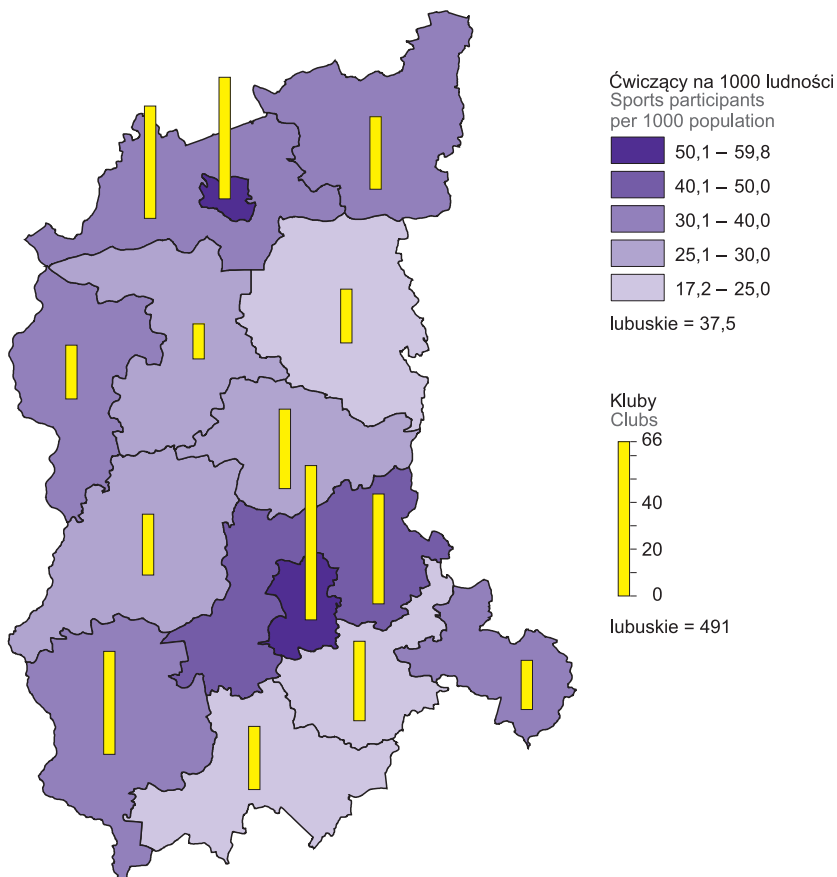 Ćwiczący na 1000 ludności
Sports participants
per 1000 population
50,1 – 59,8
40,1 – 50,0
30,1 – 40,0
25,1 – 30,0
17,2 – 25,0
lubuskie = 37,5
Kluby
Clubs
66
40
20
0
lubuskie = 491